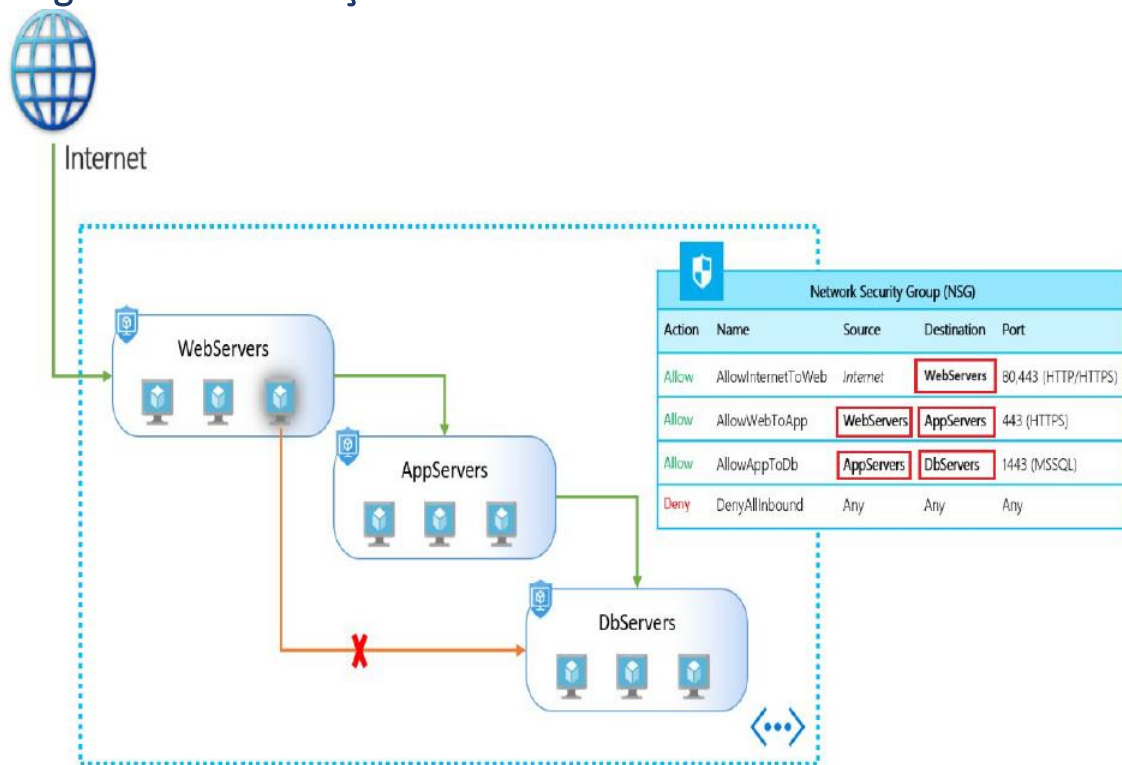 Internet
Network Security Group (NSG)
Action Name Source Destination Port
WebServers
Allow AllowInternetToWeb Internet WebServers 80,443 (HTTP/HTTPS)
Allow AllowWebToApp WebServers AppServers 443 (HTTPS)
AppServers
Allow AllowAppToDb AppServers DbServers 1443 (MSSQL)
Deny DenyAllInbound Any Any Any
DbServers
X